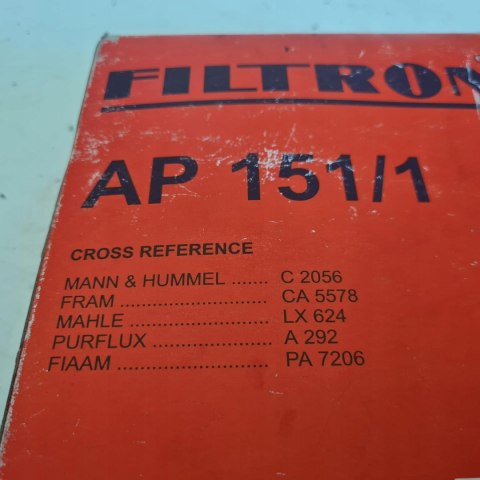 FILTRON
AP 151/1
CROSS REFERENCE
MANN & HUMMEL ....... C 2056
FRAM ............................ CA 5578
MAHLE .......................... LX 624
PURFLUX ...................... A 292
FIAAM ............................ PA 7206